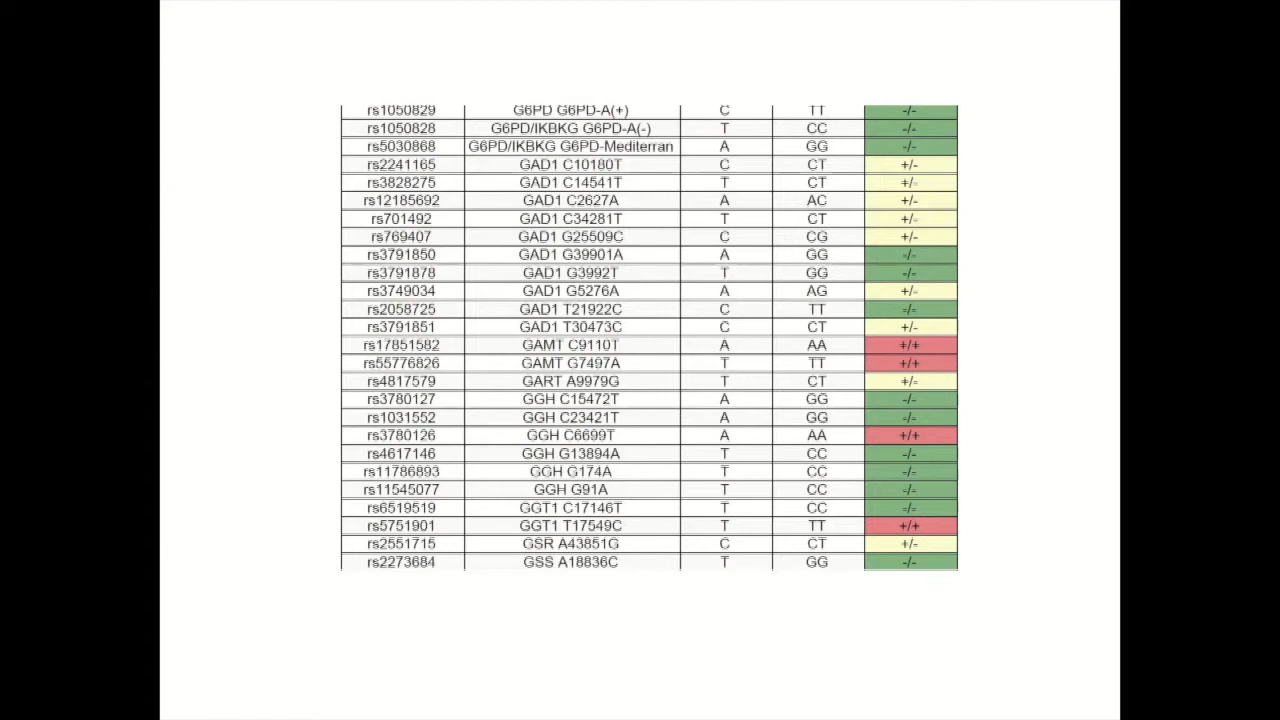 rs1050829 G6PD G6PD-A(+) C TT -/-
rs1050828 G6PD/IKBKG G6PD-A(-) T CC -/-
rs5030868 G6PD/IKBKG G6PD-Mediterran A GG -/-
rs2241165 GAD1 C10180T C CT +/-
rs3828275 GAD1 C14541T T CT +/-
rs12185692 GAD1 C2627A A AC +/-
rs701492 GAD1 C34281T T CT +/-
rs769407 GAD1 G25509C C CG +/-
rs3791850 GAD1 G39901A A GG -/-
rs3791878 GAD1 G3992T T GG -/-
rs3749034 GAD1 G5276A A AG +/-
rs2058725 GAD1 T21922C C TT -/-
rs3791851 GAD1 T30473C C CT +/-
rs17851582 GAMT C9110T A AA +/+
rs55776826 GAMT G7497A T TT +/+
rs4817579 GART A9979G T CT +/-
rs3780127 GGH C15472T A GG -/-
rs1031552 GGH C23421T A GG -/-
rs3780126 GGH C6699T A AA +/+
rs4617146 GGH G13894A T CC -/-
rs11786893 GGH G174A T CC -/-
rs11545077 GGH G91A T CC -/-
rs6519519 GGT1 C17146T T CC -/-
rs5751901 GGT1 T17549C T TT +/+
rs2551715 GSR A43851G C CT +/-
rs2273684 GSS A18836C T GG -/-